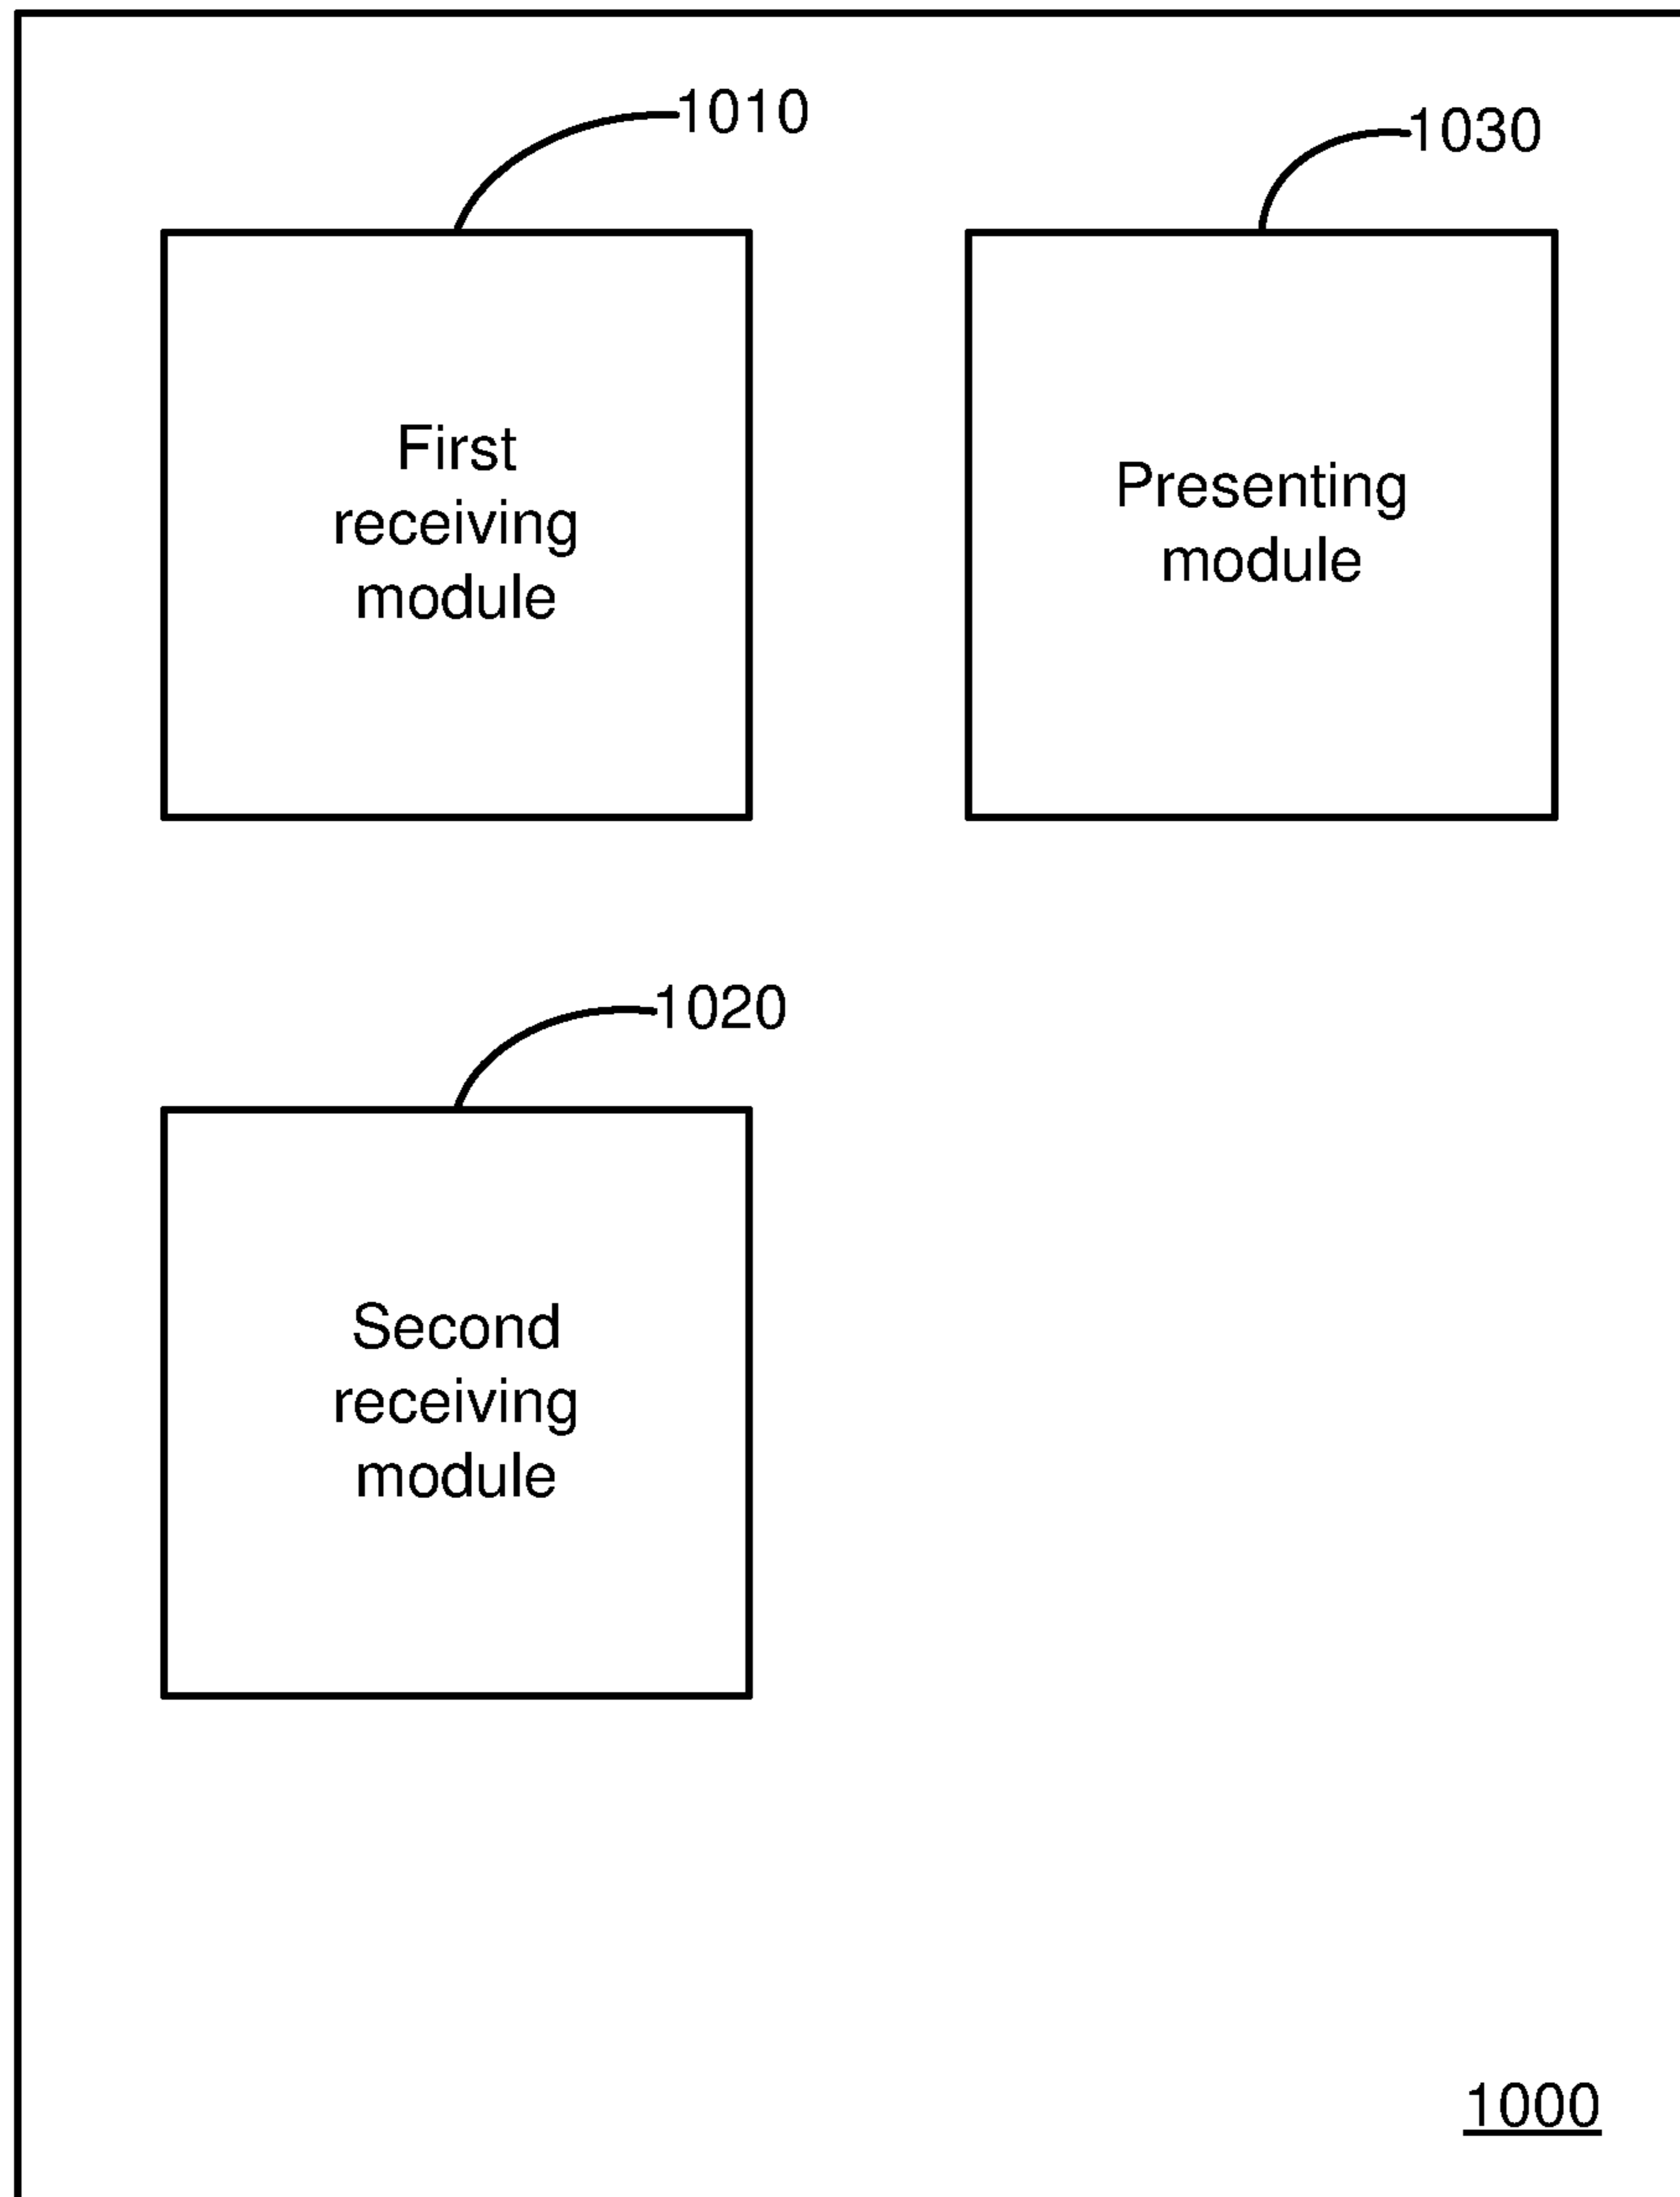 1010
First
receiving
module
1030
Presenting
module
1020
Second
receiving
module
1000